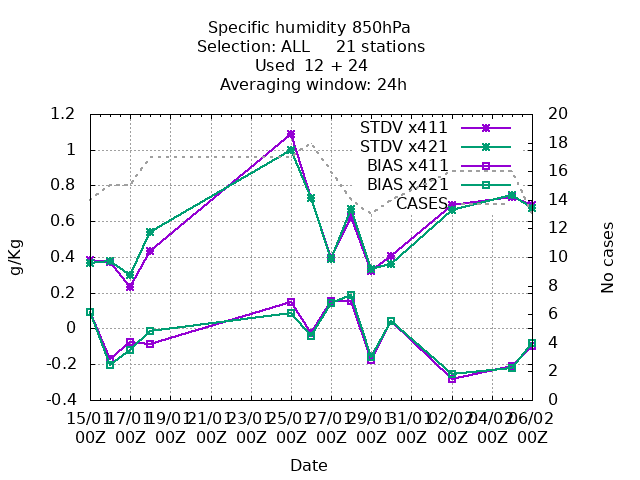 Specific humidity 850hPa
Selection: ALL 21 stations
Used 12 + 24
Averaging window: 24h
1.2
1
0.8
0.6
0.4
0.2
0
-0.2
-0.4
g/Kg
20
18
16
14
12
10
8
6
4
2
0
No cases
STDV x411
STDV x421
BIAS x411
BIAS x421
CASES
15/01 17/01 19/01 21/01 23/01 25/01 27/01 29/01 31/01 02/02 04/02 06/02
00Z 00Z 00Z 00Z 00Z 00Z 00Z 00Z 00Z 00Z 00Z 00Z
Date